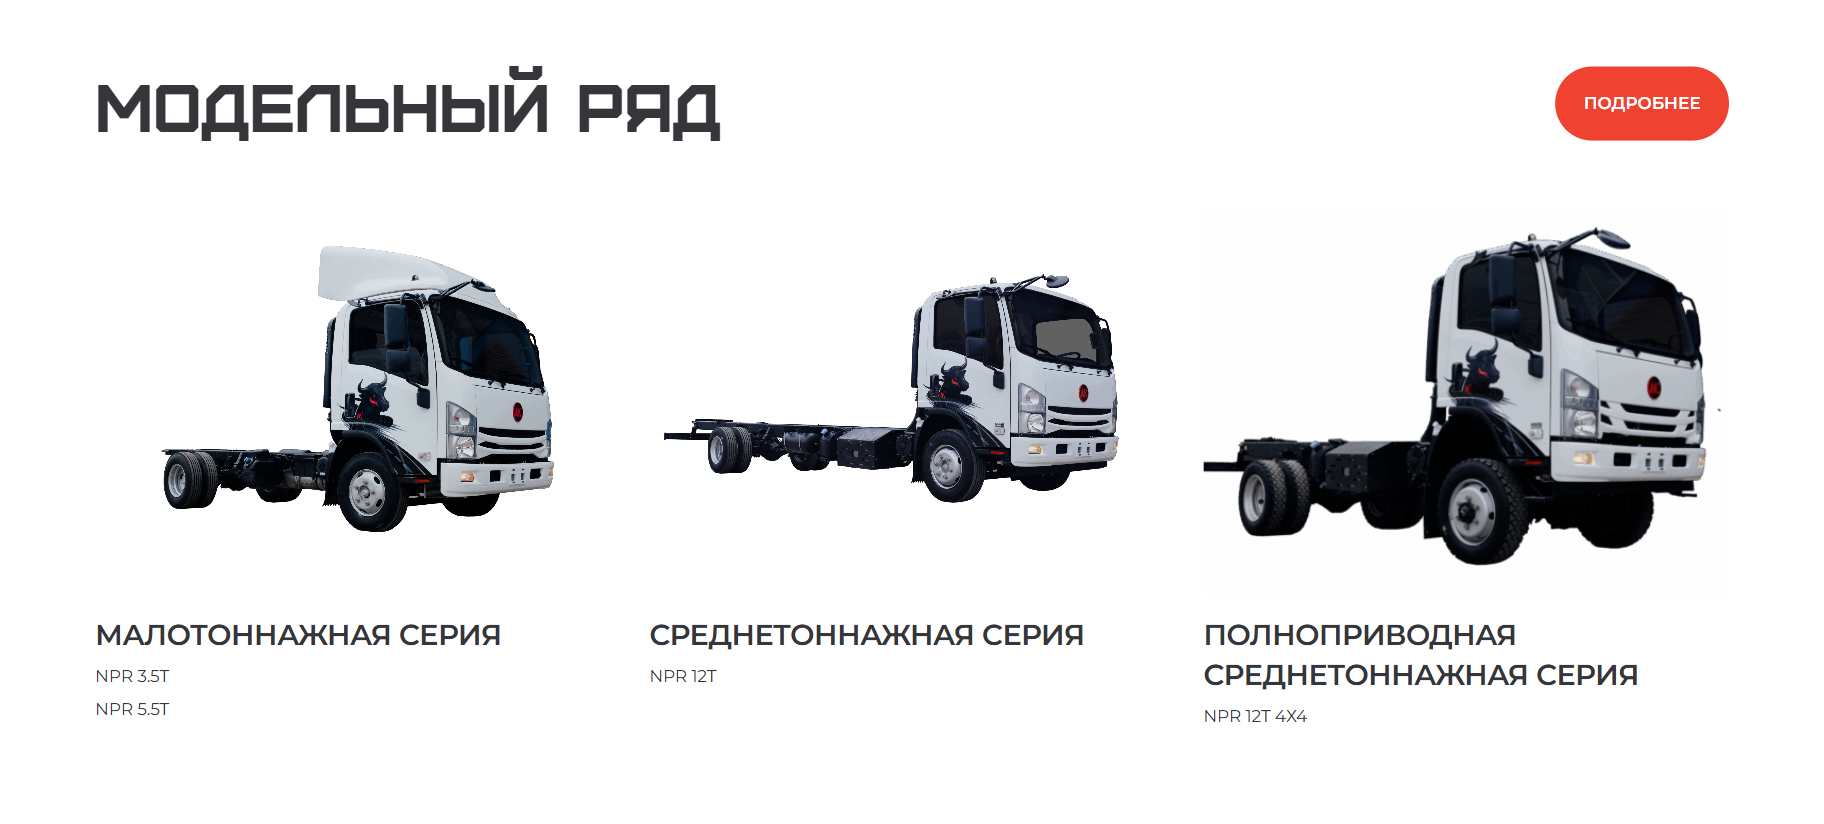 МОДЕЛЬНЫЙ РЯД
ПОДРОБНЕЕ
МАЛОТОННАЖНАЯ СЕРИЯ
NPR 3.5T
NPR 5.5T
СРЕДНЕТОННАЖНАЯ СЕРИЯ
NPR 12T
ПОЛНОПРИВОДНАЯ
СРЕДНЕТОННАЖНАЯ СЕРИЯ
NPR 12T 4X4